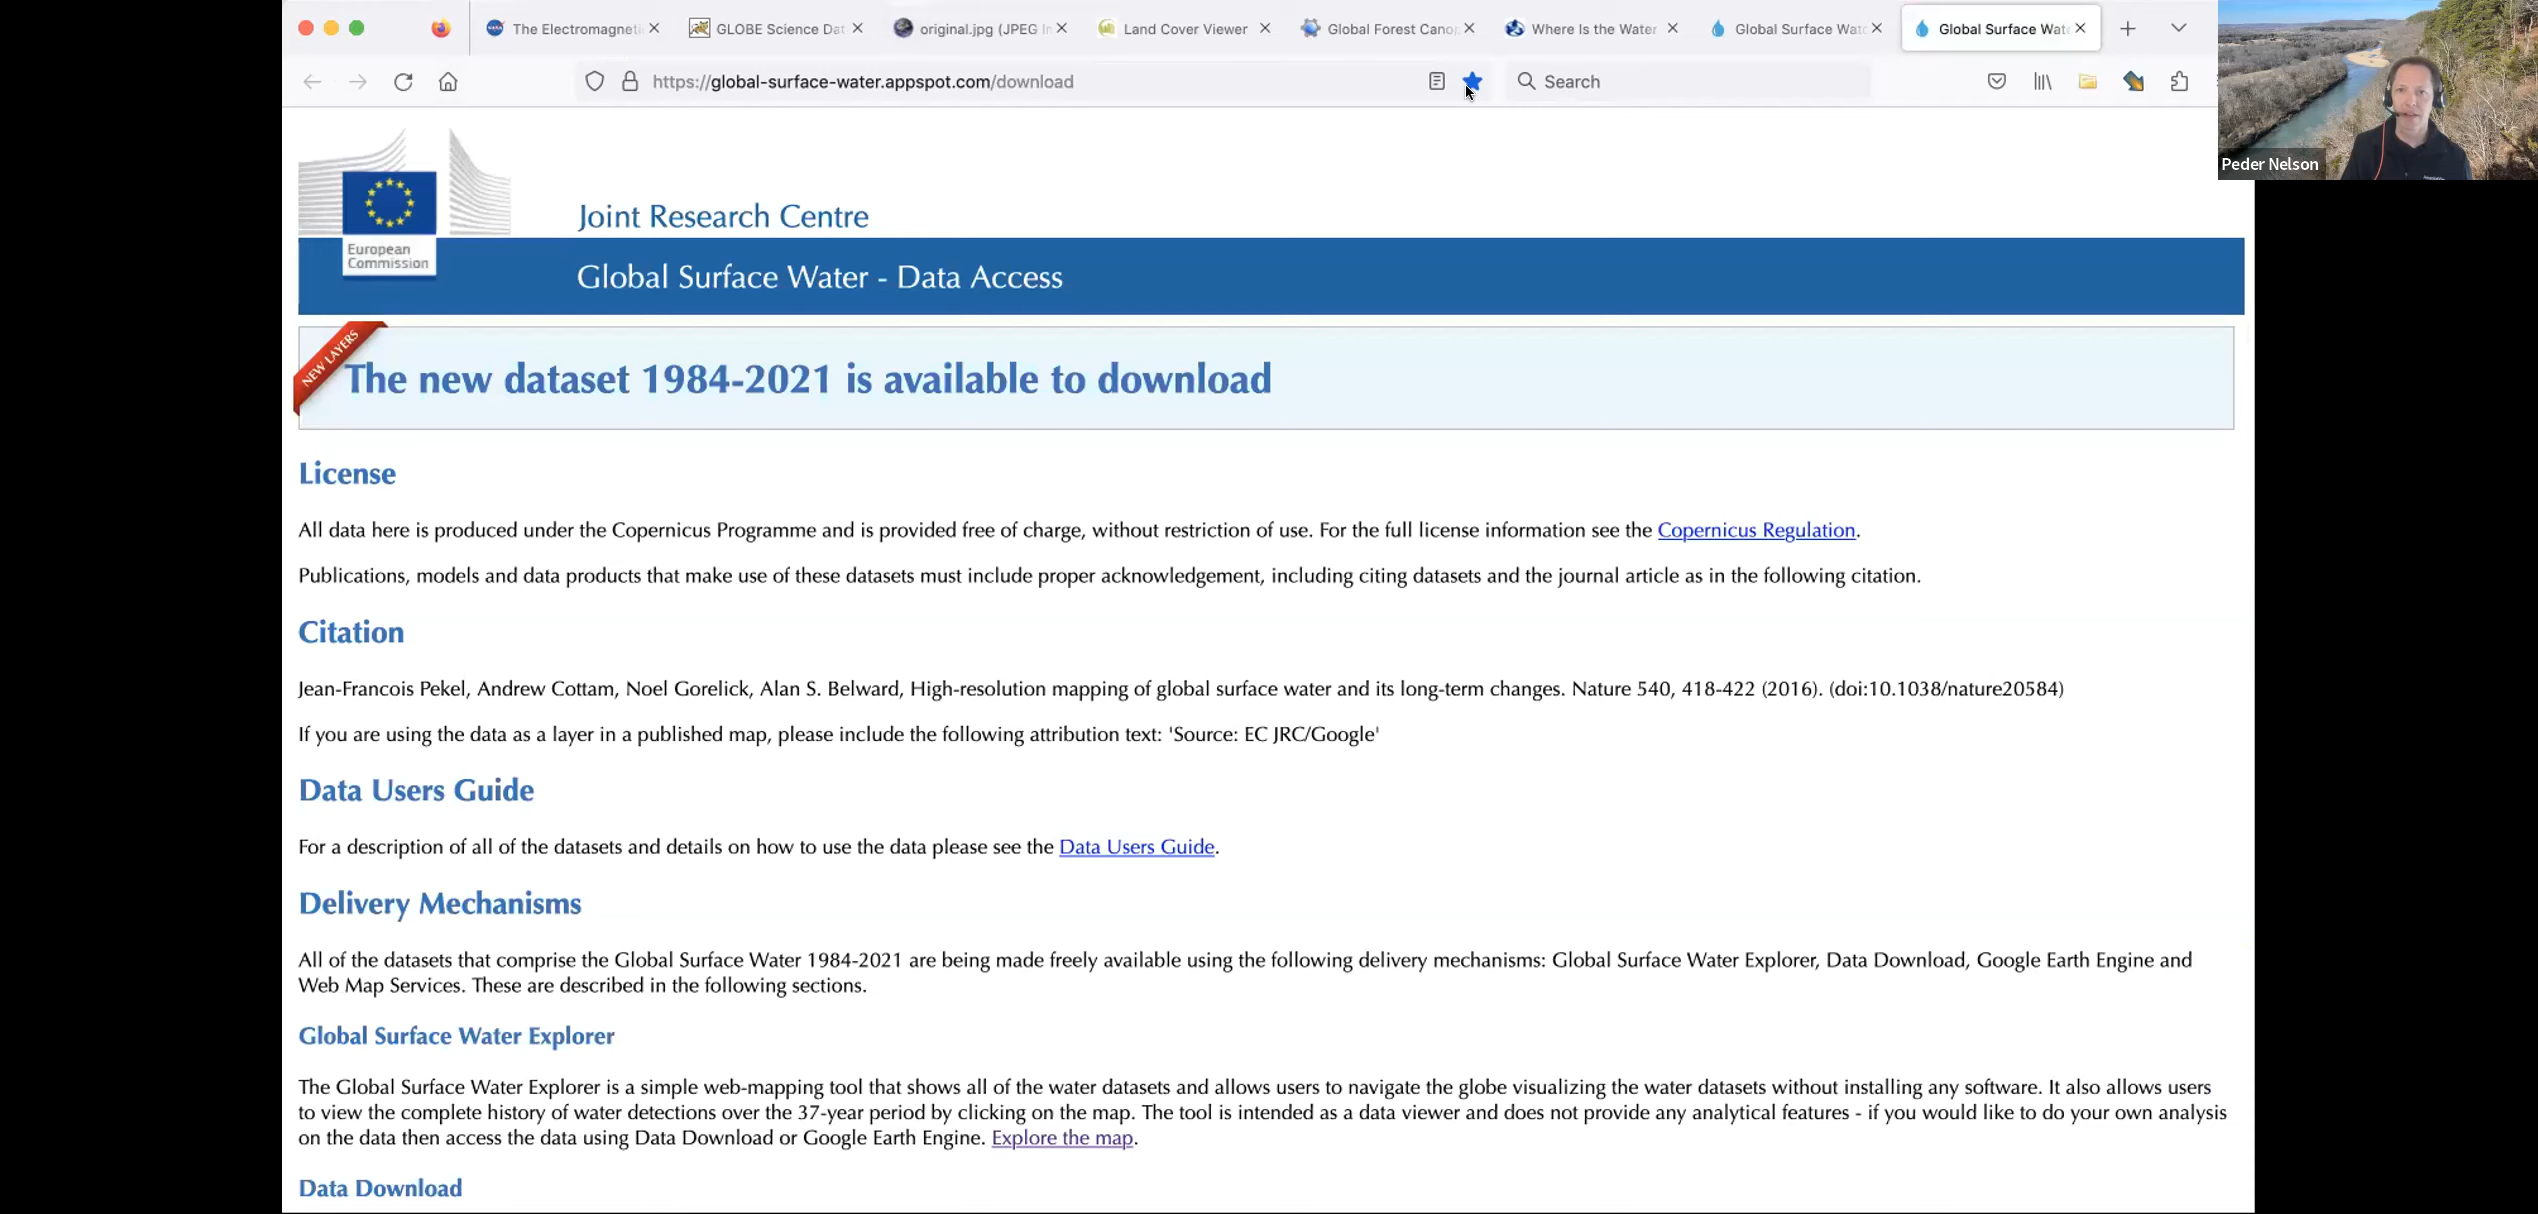 The Electromagneti
GLOBE Science Dat
original.jpg (JPEG I
Land Cover Viewer
Global Forest Cano
Where Is the Water
Global Surface Wat
Global Surface Wat
https://global-surface-water.appspot.com/download
Search
Peder Nelson
European
Commission
Joint Research Centre
Global Surface Water - Data Access
NEW LAYERS
The new dataset 1984-2021 is available to download
License
All data here is produced under the Copernicus Programme and is provided free of charge, without restriction of use. For the full license information see the Copernicus Regulation.
Publications, models and data products that make use of these datasets must include proper acknowledgement, including citing datasets and the journal article as in the following citation.
Citation
Jean-Francois Pekel, Andrew Cottam, Noel Gorelick, Alan S. Belward, High-resolution mapping of global surface water and its long-term changes. Nature 540, 418-422 (2016). (doi:10.1038/nature20584)
If you are using the data as a layer in a published map, please include the following attribution text: 'Source: EC JRC/Google'
Data Users Guide
For a description of all of the datasets and details on how to use the data please see the Data Users Guide.
Delivery Mechanisms
All of the datasets that comprise the Global Surface Water 1984-2021 are being made freely available using the following delivery mechanisms: Global Surface Water Explorer, Data Download, Google Earth Engine and
Web Map Services. These are described in the following sections.
Global Surface Water Explorer
The Global Surface Water Explorer is a simple web-mapping tool that shows all of the water datasets and allows users to navigate the globe visualizing the water datasets without installing any software. It also allows users
to view the complete history of water detections over the 37-year period by clicking on the map. The tool is intended as a data viewer and does not provide any analytical features - if you would like to do your own analysis
on the data then access the data using Data Download or Google Earth Engine. Explore the map.
Data Download